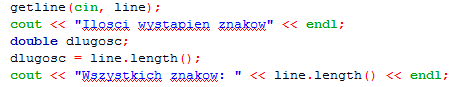 getline(cin, line);
cout << "Ilosci wystapien znakow" << endl;
double dlugosc;
dlugosc = line.length();
cout << "Wszystkich znakow: " << line.length() << endl;